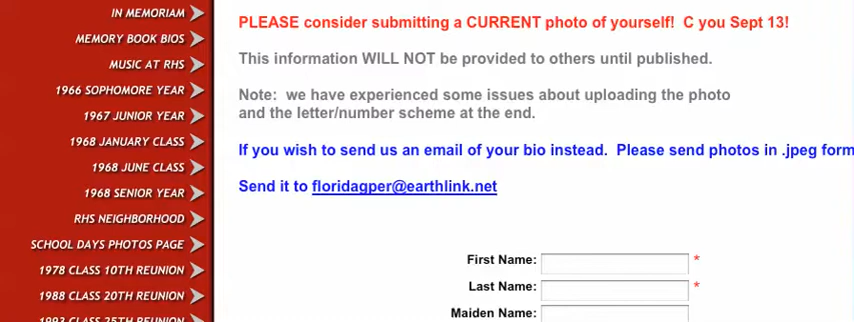 IN MEMORIAM
MEMORY BOOK BIOS
MUSIC AT RHS
1966 SOPHOMORE YEAR
1967 JUNIOR YEAR
1968 JANUARY CLASS
1968 JUNE CLASS
1968 SENIOR YEAR
RHS NEIGHBORHOOD
SCHOOL DAYS PHOTOS PAGE
1978 CLASS 10TH REUNION
1988 CLASS 20TH REUNION
1993 CLASS 25TH REUNION
PLEASE consider submitting a CURRENT photo of yourself!  C you Sept 13!
This information WILL NOT be provided to others until published.
Note:  we have experienced some issues about uploading the photo
and the letter/number scheme at the end.
If you wish to send us an email of your bio instead.  Please send photos in .jpeg form
Send it to floridagper@earthlink.net
First Name: *
Last Name: *
Maiden Name: